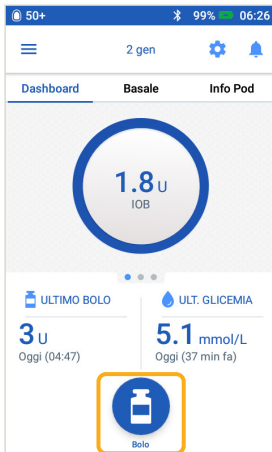 50+ 99% 06:26
2 gen
Dashboard Basale Info Pod
1.8 U
IOB
ULTIMO BOLO ULT. GLICEMIA
3 U 5.1 mmol/L
Oggi (04:47) Oggi (37 min fa)
Bolo